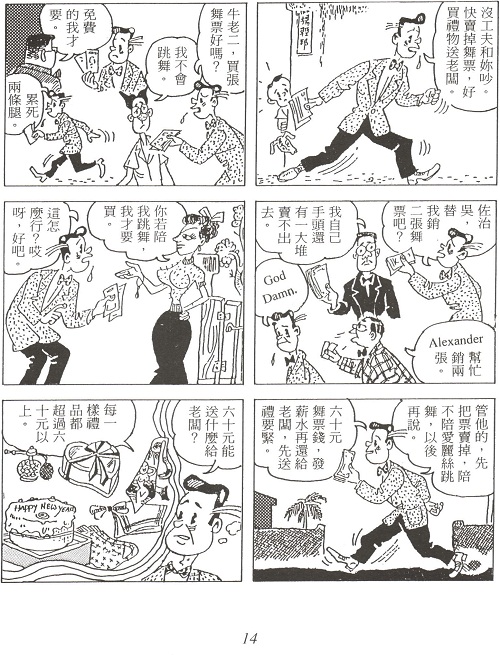 沒工夫和妳吵。
快賣掉舞票，好
買禮物送老闆。
牛老二，買張
舞票好嗎？
我不會
跳舞。
免費
的我才
要。
累死
兩條腿。
佐治
吳，替
我銷
二張舞
票吧？
我自己
手頭還
有一大堆
賣不出
去。
Alexander
幫忙
銷兩
張。
God
Damn.
你若陪
我跳舞，
我才要
買。
這怎
麼行？哎
呀，好吧。
管他的，先
把票賣掉，陪
不陪愛麗絲跳
舞，以後
再說。
六十元
舞票錢，發
薪水再還給
老闆，先送
禮要緊。
六十元能
送什麼給
老闆？
每一
樣禮
品都
超過六
十元以
上。
HAPPY NEW YEAR
14